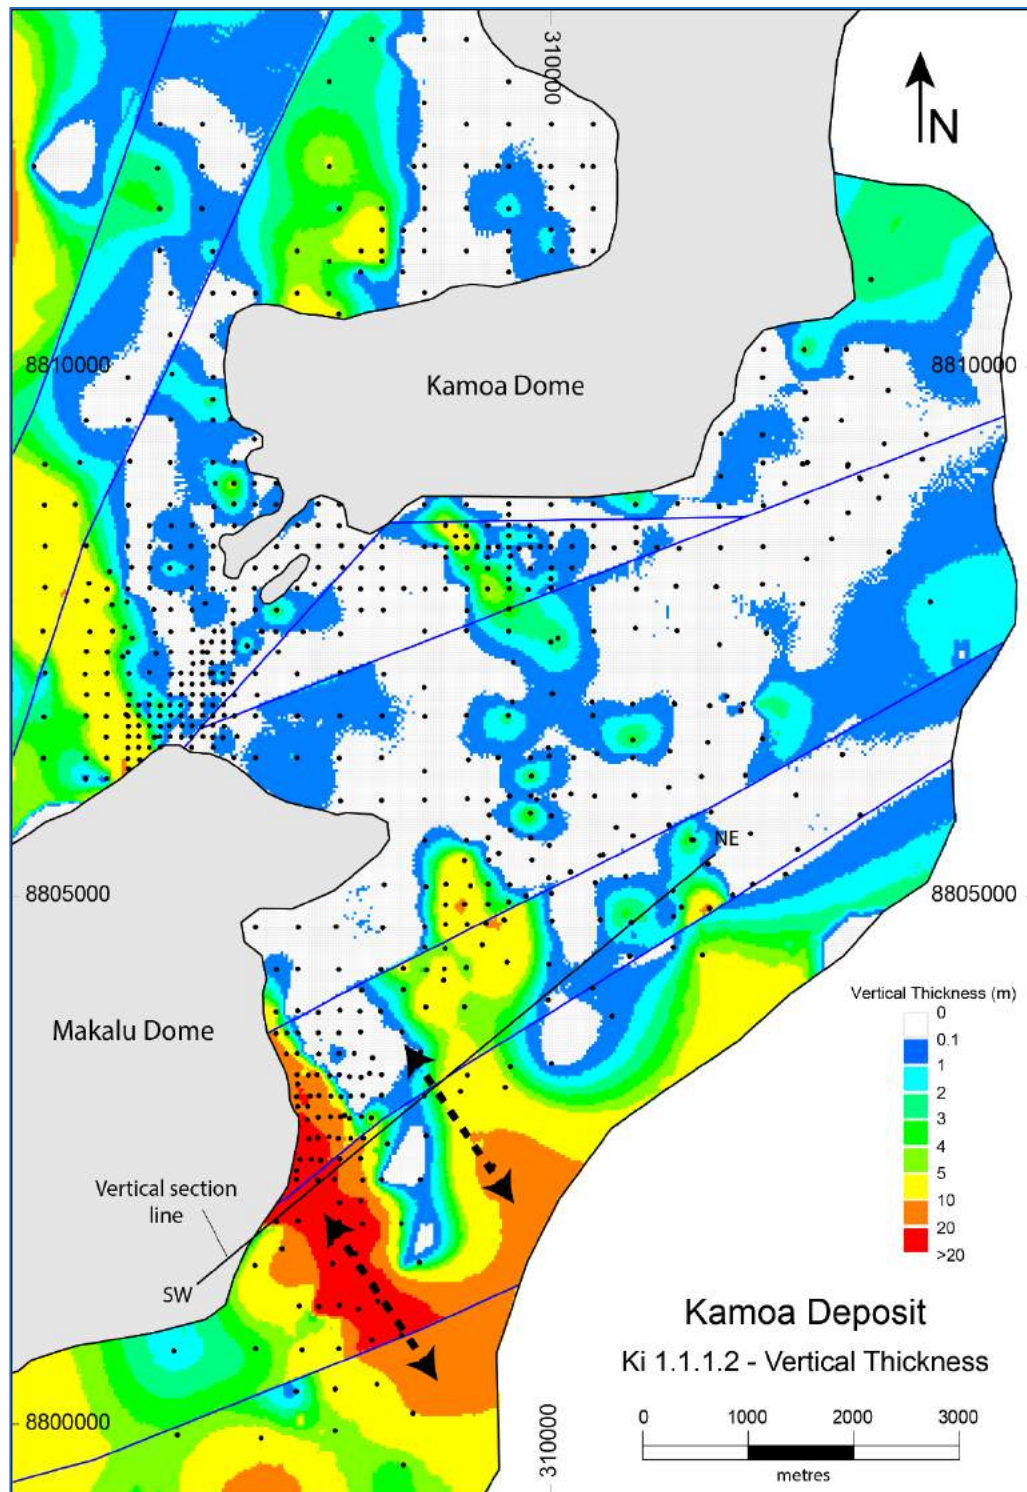 310000
N
8810000
8810000
Kamoa Dome
NE
8805000
8805000
Vertical Thickness (m)
0
0.1
1
2
3
4
5
10
20
>20
Makalu Dome
Vertical section
line
SW
Kamoa Deposit
Ki 1.1.1.2 - Vertical Thickness
8800000
310000
0 1000 2000 3000
metres